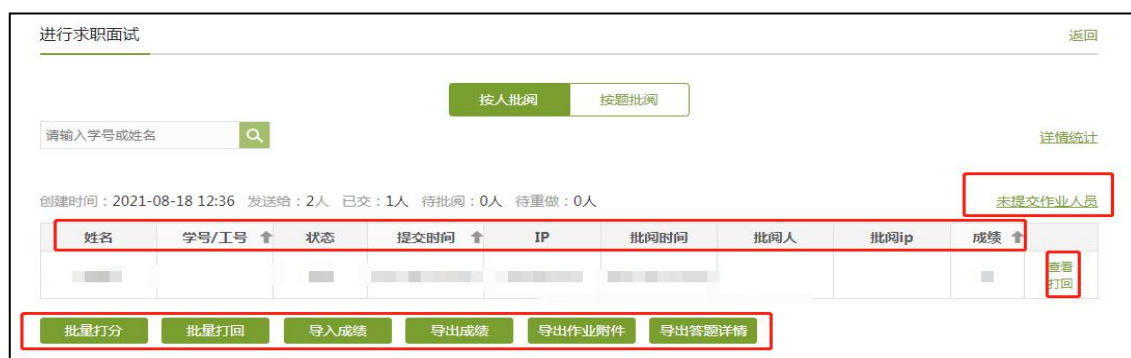 进行求职面试 返回
按人批阅 按题批阅
请输入学号或姓名
详情统计
创建时间：2021-08-18 12:36 发送给：2人 已交：1人 待批阅：0人 待重做：0人 未提交作业人员
姓名 学号/工号 状态 提交时间 IP 批阅时间 批阅人 批阅ip 成绩
查看
打回
批量打分 批量打回 导入成绩 导出成绩 导出作业附件 导出答题详情